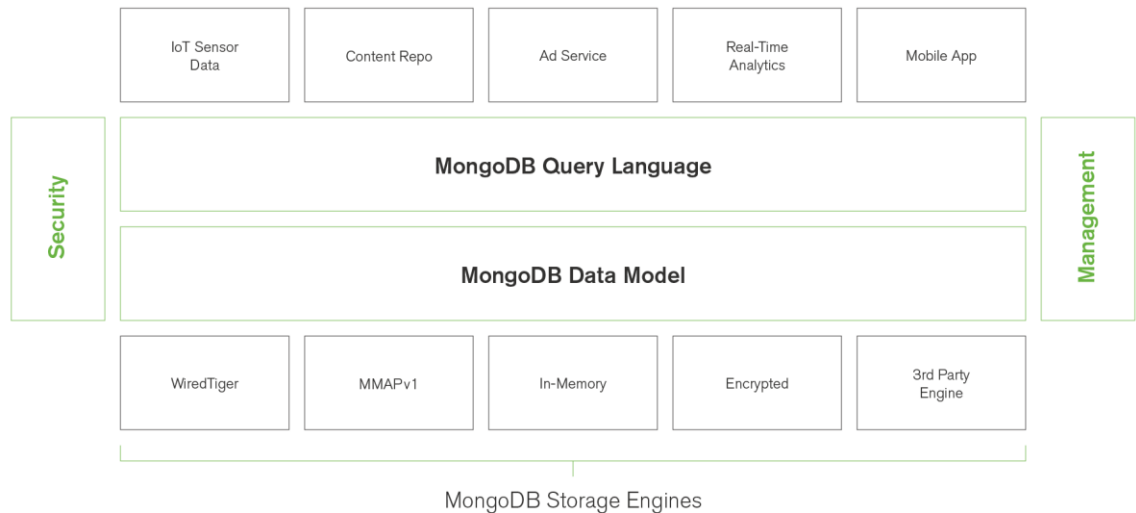 IoT Sensor
Data
Content Repo
Ad Service
Real-Time
Analytics
Mobile App
Security
MongoDB Query Language
Management
MongoDB Data Model
WiredTiger
MMAPv1
In-Memory
Encrypted
3rd Party
Engine
MongoDB Storage Engines